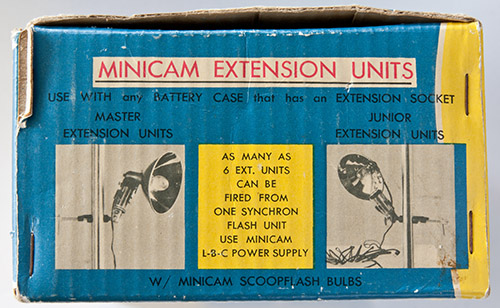 MINICAM EXTENSION UNITS
USE WITH any BATTERY CASE that has an EXTENSION SOCKET
MASTER
EXTENSION UNITS
JUNIOR
EXTENSION UNITS
AS MANY AS
6 EXT. UNITS
CAN BE
FIRED FROM
ONE SYNCHRON
FLASH UNIT
USE MINICAM
L-B-C POWER SUPPLY
W/ MINICAM SCOOPFLASH BULBS